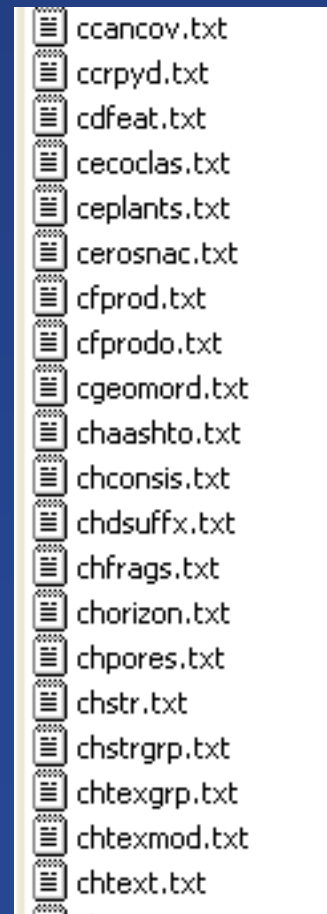 ccancov.txt
ccrpyd.txt
cdfeat.txt
cecoclas.txt
ceplants.txt
cerosnac.txt
cfprod.txt
cfprodo.txt
cgeomord.txt
chaashto.txt
chconsis.txt
chdsuffx.txt
chfrags.txt
chorizon.txt
chpores.txt
chstr.txt
chstrgrp.txt
chtexgrp.txt
chtexmod.txt
chtext.txt